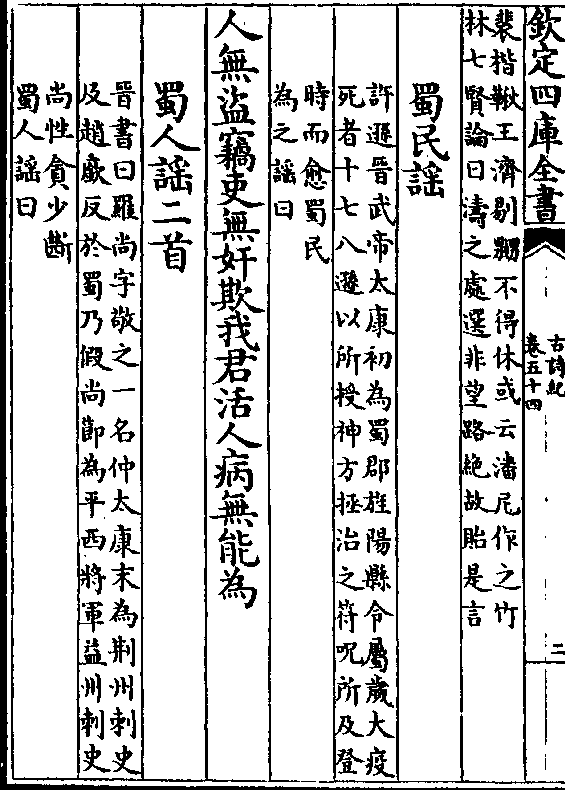 欽定四庫全書
古詩紀
卷五十四
二
裴楷鞦王濟剔嬲不得休或云潘尼作之竹
林七賢論曰濤之處選非望路絶故貽是言
蜀民謡
許遜晉武帝太康初為蜀郡旌陽縣令屬歲大疫
死者十七八遜以所授神方拯治之符呪所及登
時而愈蜀民
為之謡曰
人無盜竊吏無奸欺我君活人病無能為
蜀人謡二首
晉書曰羅尚字敬之一名仲太康末為荆州刺史
及趙廞反於蜀乃假尚節為平西將軍益州刺史
尚性貪少斷
蜀人謡曰